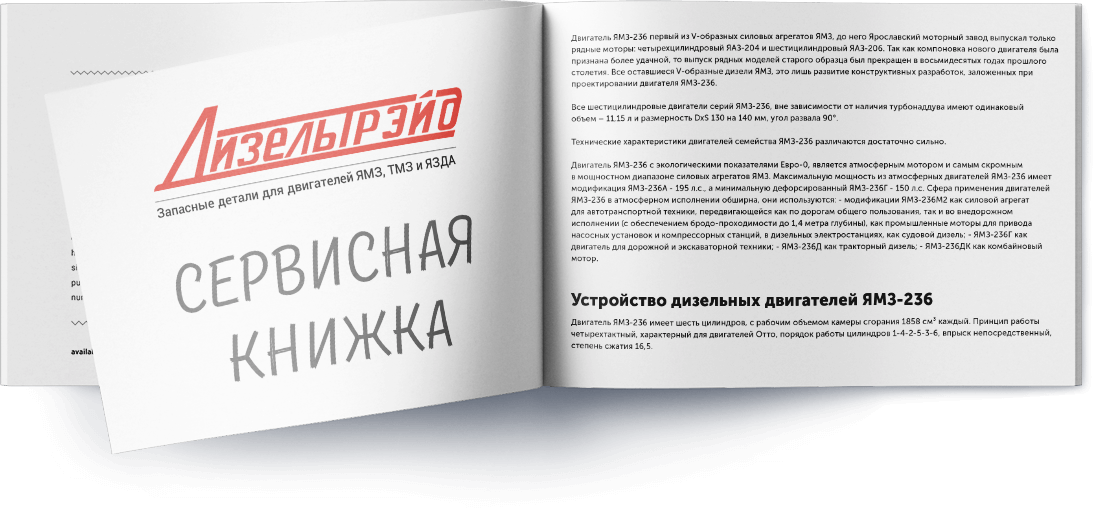 availa
ДИЗЕЛЬТРЭЙД
Запасные детали для двигателей ЯМЗ, ТМЗ и ЯЗДА
СЕРВИСНАЯ
КНИЖКА
Двигатель ЯМЗ-236 первый из V-образных силовых агрегатов ЯМЗ, до него Ярославский моторный завод выпускал только
рядные моторы: четырехцилиндровый ЯАЗ-204 и шестицилиндровый ЯАЗ-206. Так как компоновка нового двигателя была
признана более удачной, то выпуск рядных моделей старого образца был прекращен в восьмидесятых годах прошлого
столетия. Все оставшиеся V-образные дизели ЯМЗ, это лишь развитие конструктивных разработок, заложенных при
проектировании двигателя ЯМЗ-236.
Все шестицилиндровые двигатели серий ЯМЗ-236, вне зависимости от наличия турбонаддува имеют одинаковый
объем – 11,15 л и размерность DxS 130 на 140 мм, угол развала 90°.
Технические характеристики двигателей семейства ЯМЗ-236 различаются достаточно сильно.
Двигатель ЯМЗ-236 с экологическими показателями Евро-0, является атмосферным мотором и самым скромным
в мощностном диапазоне силовых агрегатов ЯМЗ. Максимальную мощность из атмосферных двигателей ЯМЗ-236 имеет
модификация ЯМЗ-236А - 195 л.с., а минимальную дефорсированный ЯМЗ-236Г - 150 л.с. Сфера применения двигателей
ЯМЗ-236 в атмосферном исполнении обширна, они используются: - модификации ЯМЗ-236М2 как силовой агрегат
для автотранспортной техники, передвигающейся как по дорогам общего пользования, так и во внедорожном
исполнении (с обеспечением бродо-проходимости до 1,4 метра глубины), как промышленные моторы для привода
насосных установок и компрессорных станций, в дизельных электростанциях, как судовой дизель; - ЯМЗ-236Г как
двигатель для дорожной и экскаваторной техники; - ЯМЗ-236Д как тракторный дизель; - ЯМЗ-236ДК как комбайновый
мотор.
Устройство дизельных двигателей ЯМЗ-236
Двигатель ЯМЗ-236 имеет шесть цилиндров, с рабочим объемом камеры сгорания 1858 см³ каждый. Принцип работы
четырехтактный, характерный для двигателей Отто, порядок работы цилиндров 1-4-2-5-3-6, впрыск непосредственный,
степень сжатия 16,5.